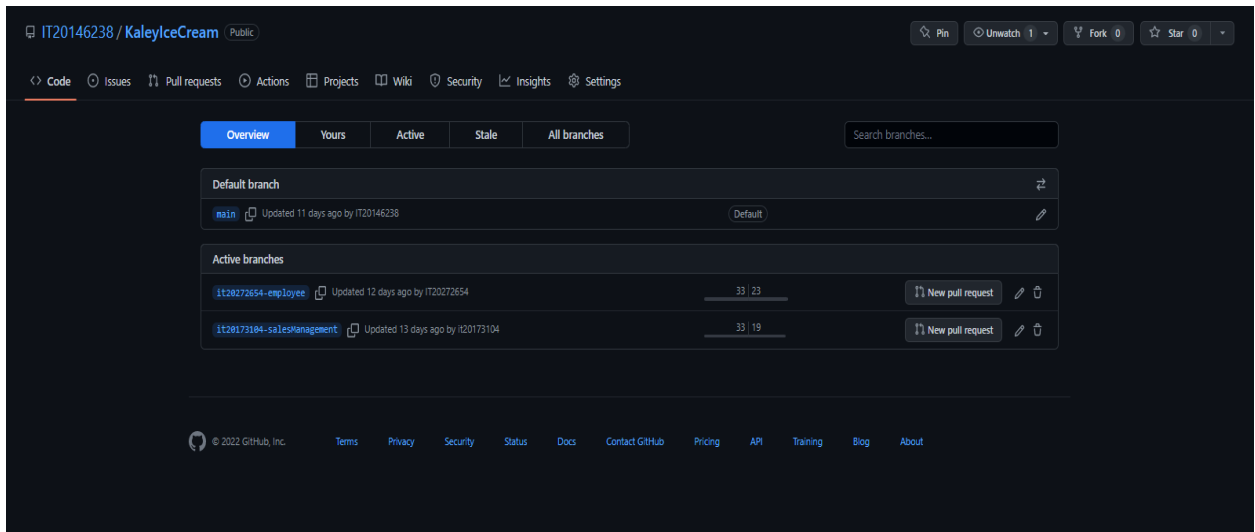 IT20146238 / KaleyIceCream Public Pin Unwatch 1 Fork 0 Star 0
Code Issues Pull requests Actions Projects Wiki Security Insights Settings
Overview Yours Active Stale All branches Search branches...
Default branch
main Updated 11 days ago by IT20146238 Default
Active branches
it20272654-employee Updated 12 days ago by IT20272654 33 | 23 New pull request
it20173104-salesManagement Updated 13 days ago by it20173104 33 | 19 New pull request
© 2022 GitHub, Inc. Terms Privacy Security Status Docs Contact GitHub Pricing API Training Blog About